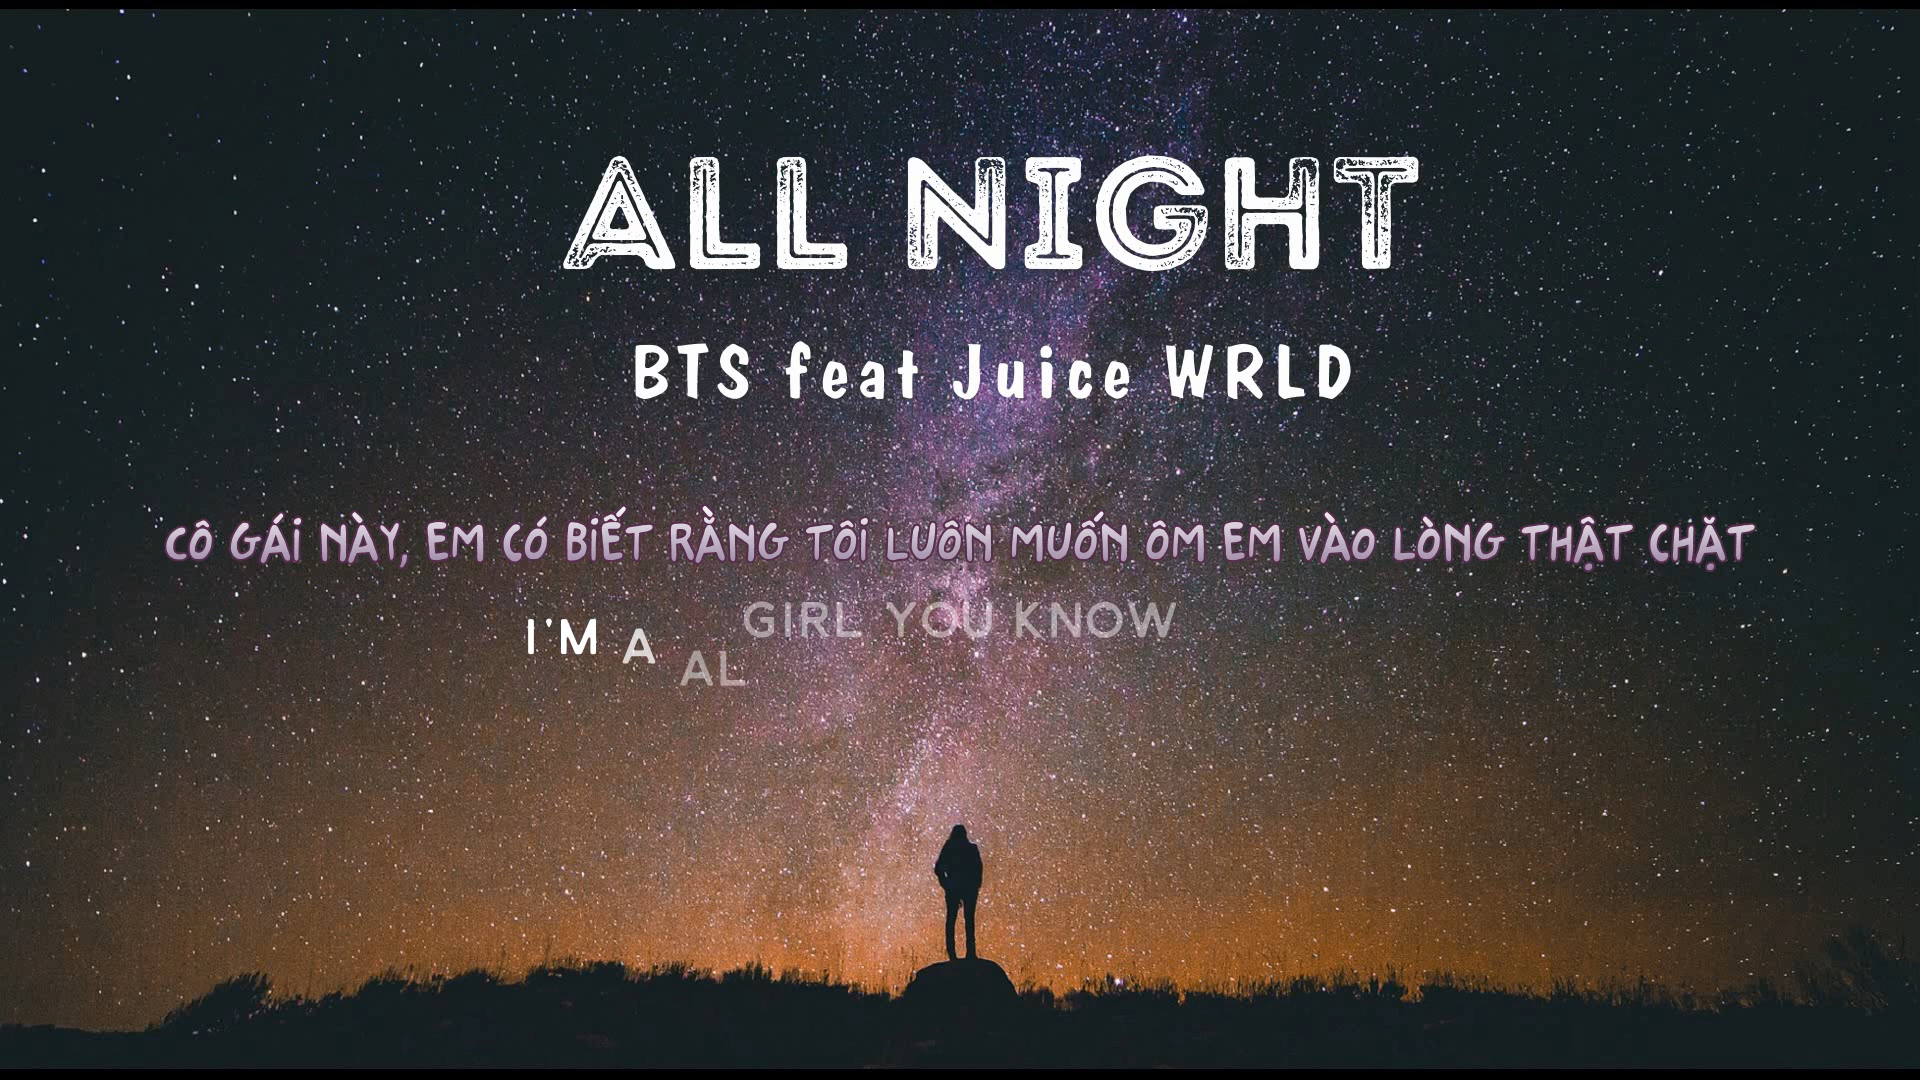 ALL NIGHT
BTS feat Juice WRLD
CÔ GÁI NÀY, EM CÓ BIẾT RẰNG TÔI LUÔN MUỐN ÔM EM VÀO LÒNG THẬT CHẶT
GIRL YOU KNOW
I'M A AL